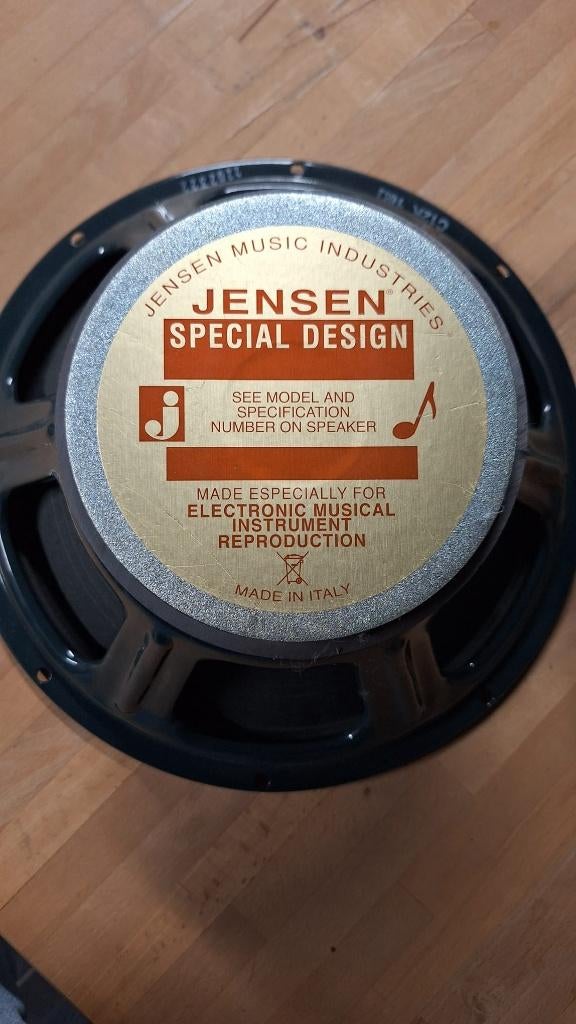 JENSEN MUSIC INDUSTRIES
JENSEN®
SPECIAL DESIGN
j
SEE MODEL AND
SPECIFICATION
NUMBER ON SPEAKER
MADE ESPECIALLY FOR
ELECTRONIC MUSICAL
INSTRUMENT
REPRODUCTION
MADE IN ITALY